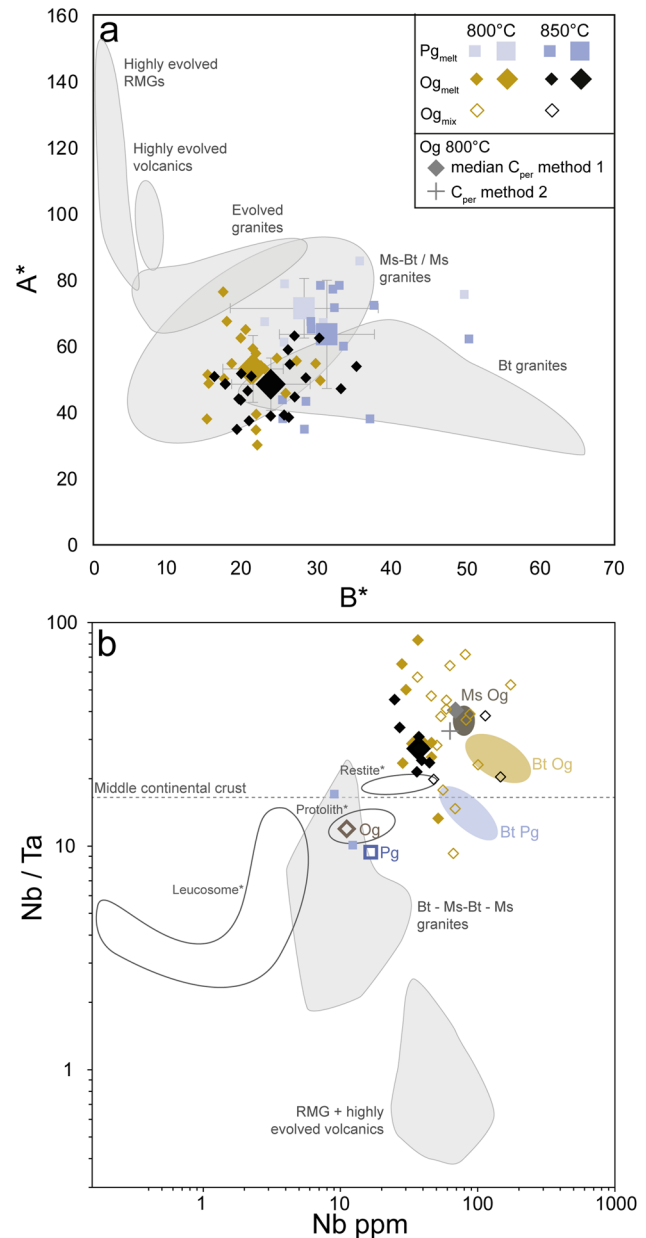 a
160
140
120
100
80
60
40
20
0
A*
Highly evolved
RMGs
Highly evolved
volcanics
Evolved
granites
Ms-Bt / Ms
granites
Bt granites
800°C 850°C
Pgmelt
Ogmelt
Ogmix
Og 800°C
median Cper method 1
Cper method 2
0 10 20 30 40 50 60 70
B*
b
100
10
1
Nb / Ta
Ms Og
Bt Og
Restite*
Middle continental crust
Protolith*
Og
Bt Pg
Pg
Leucosome*
Bt - Ms-Bt - Ms
granites
RMG + highly
evolved volcanics
1 10 100 1000
Nb ppm